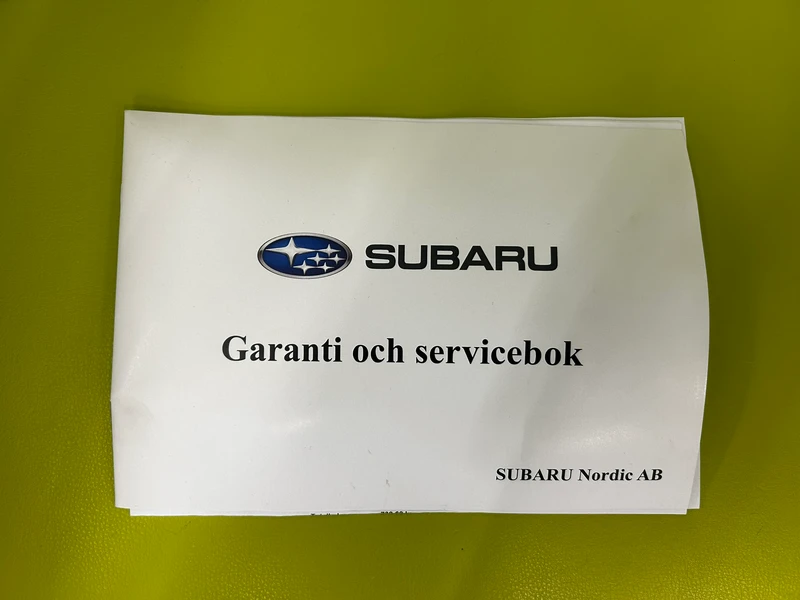 SUBARU
Garanti och servicebok
SUBARU Nordic AB